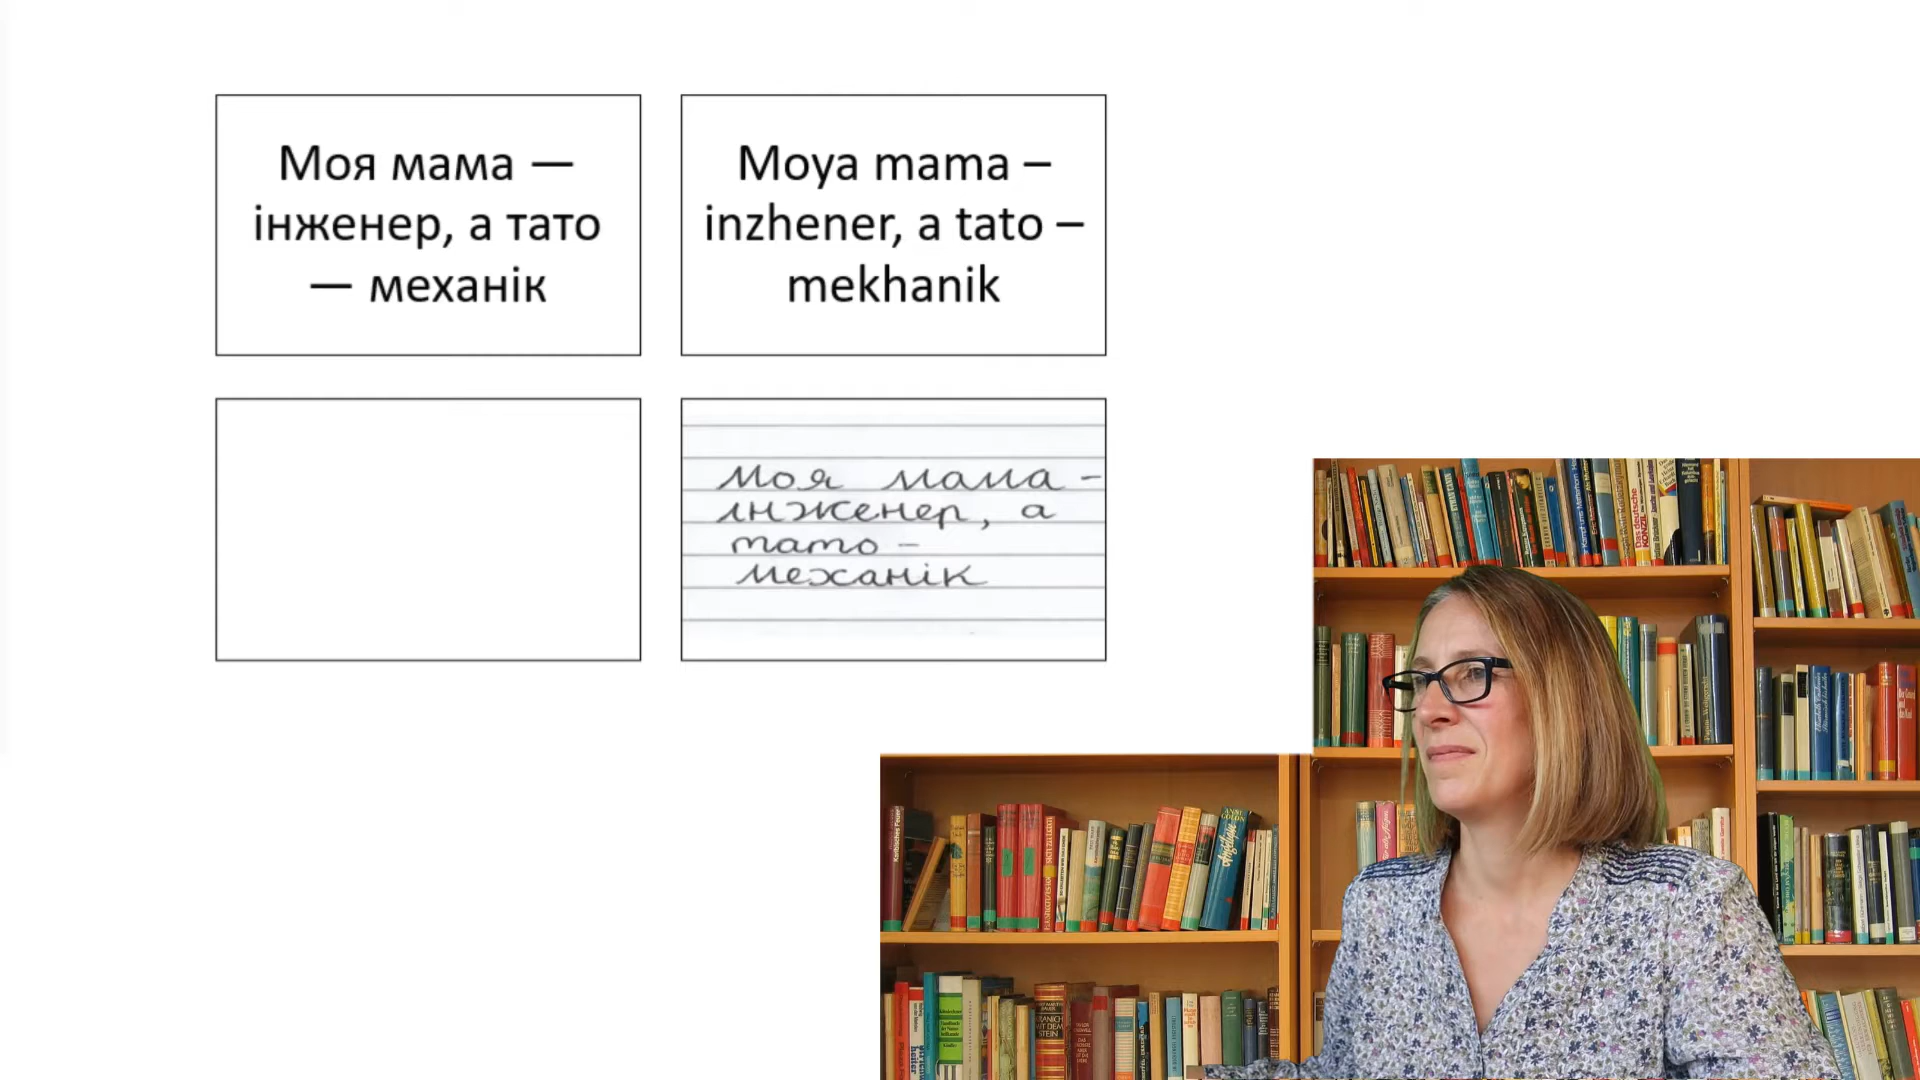 Моя мама —
інженер, а тато
— механік
Moya mama –
inzhener, a tato –
mekhanik
Моя мама -
інженер, а
тато -
механік